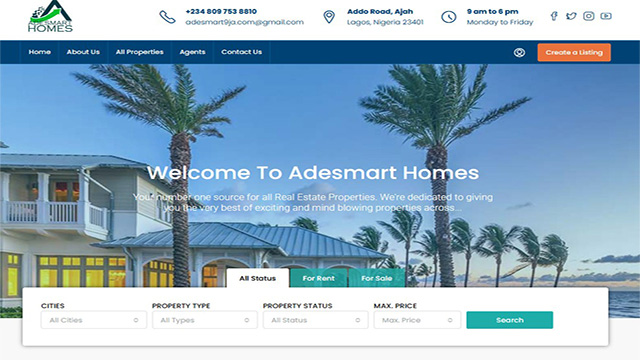 ADESMART
HOMES
+234 809 753 8810
adesmart9ja.com@gmail.com
Addo Road, Ajah
Lagos, Nigeria 23401
9 am to 6 pm
Monday to Friday
Home
About Us
All Properties
Agents
Contact Us
Create a Listing
Welcome To Adesmart Homes
Your number one source for all Real Estate Properties. We're dedicated to giving
you the very best of exciting and mind blowing properties across...
All Status
For Rent
For Sale
CITIES
PROPERTY TYPE
PROPERTY STATUS
MAX. PRICE
All Cities
All Types
All Status
Max. Price
Search